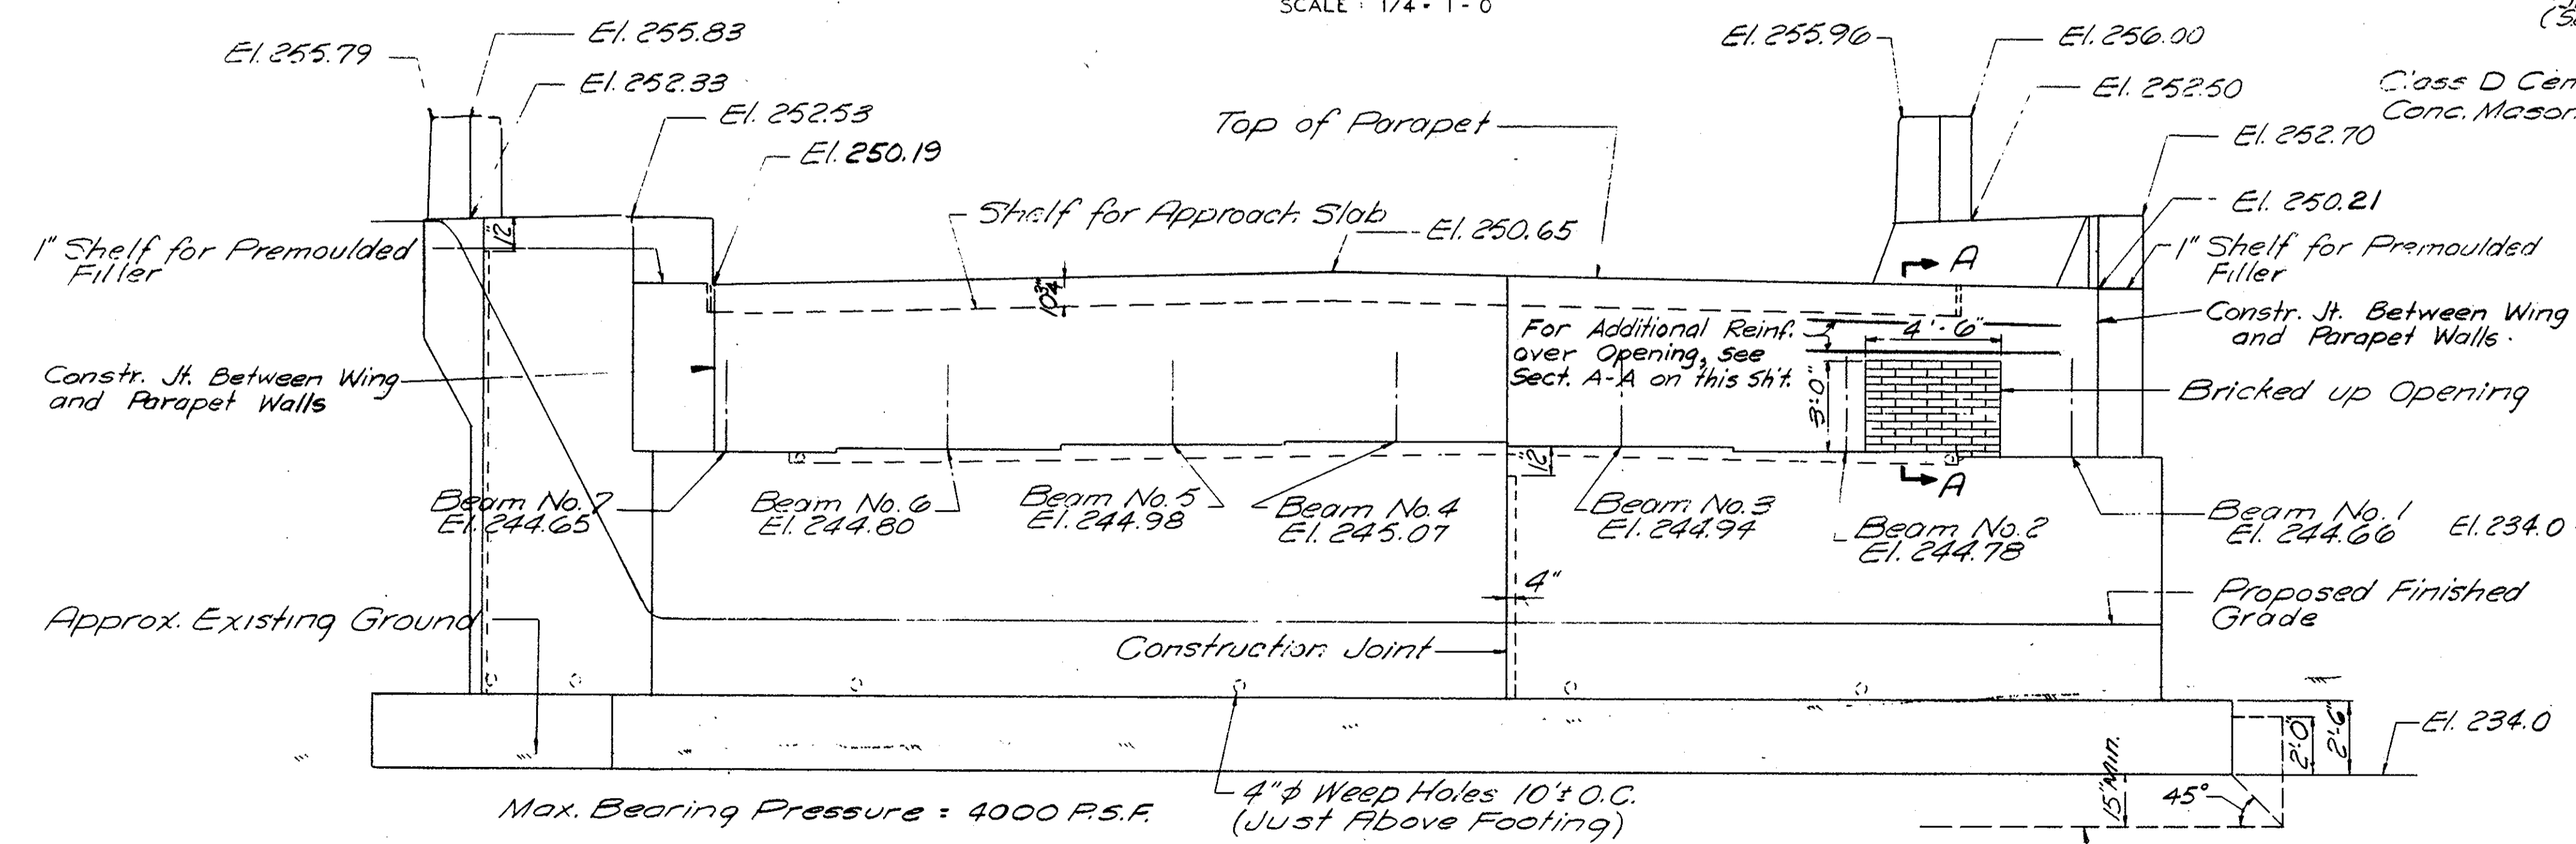 SCALE : 1/4 = 1 - 0
El. 255.79
El. 255.83
El. 252.33
El. 252.53
El. 250.19
Top of Parapet
El. 255.96
El. 256.00
El. 252.50
Conc. Mason
El. 252.70
El. 250.21
Shelf for Approach Slab
El. 250.65
A
1" Shelf for Premoulded
Filler
12"
10 3/4"
1" Shelf for Premoulded
Filler
For Additional Reinf.
over Opening, see
Sect. A-A on this Sh't.
4'-6"
3'-0"
Constr. Jt. Between Wing
and Parapet Walls.
Constr. Jt. Between Wing
and Parapet Walls
Bricked up Opening
12"
A
Beam No. 7
El. 244.65
Beam No. 6
El. 244.80
Beam No. 5
El. 244.98
Beam No. 4
El. 245.07
Beam No. 3
El. 244.94
Beam No. 2
El. 244.78
Beam No. 1
El. 244.66
El. 234.0
4"
Approx. Existing Ground
Construction Joint
Proposed Finished
Grade
2'-0"
2'-6"
El. 234.0
15" Min.
45°
Max. Bearing Pressure = 4000 P.S.F.
4" ϕ Weep Holes 10'± O.C.
(Just Above Footing)